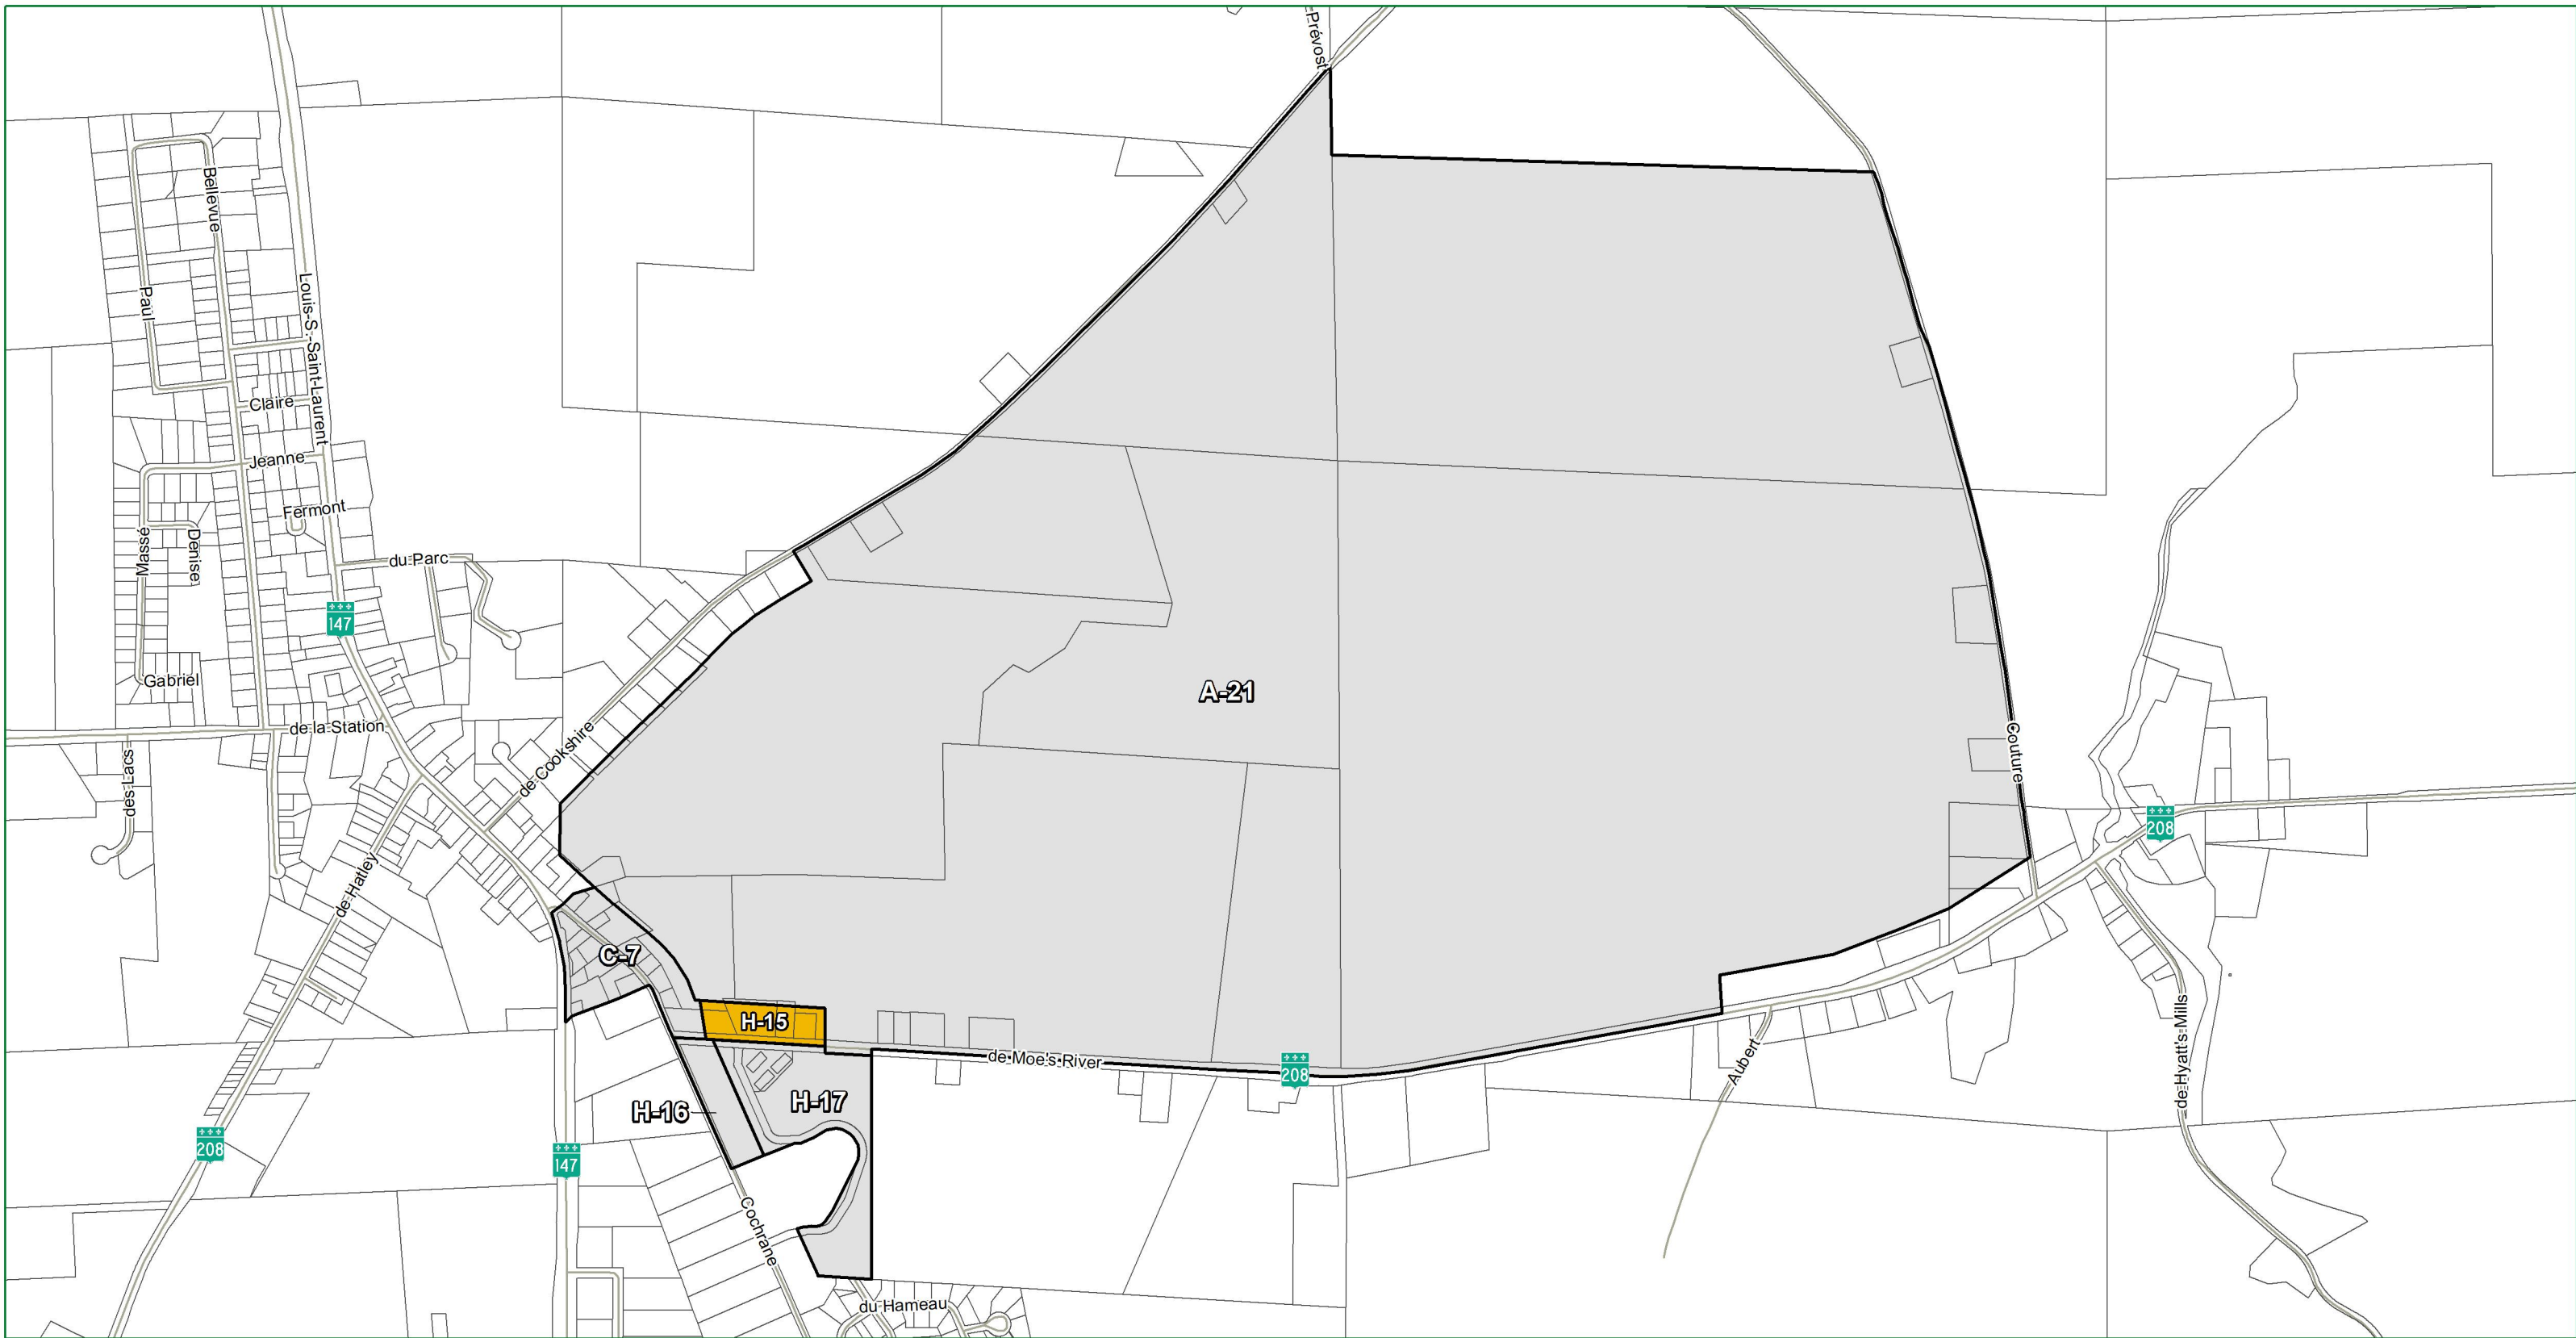 Prévost
Bellevue
Paul
Louis-S.-Saint-Laurent
Claire
Jeanne
Fermont
Massé
Denise
du Parc
147
Gabriel
A-21
de la Station
de Cookshire
Couture
des Lacs
208
de Hatley
C-7
H-15
de Moe's River
208
H-16
H-17
Aubert
de Hyatt's Mills
208
147
Cochrane
du Hameau